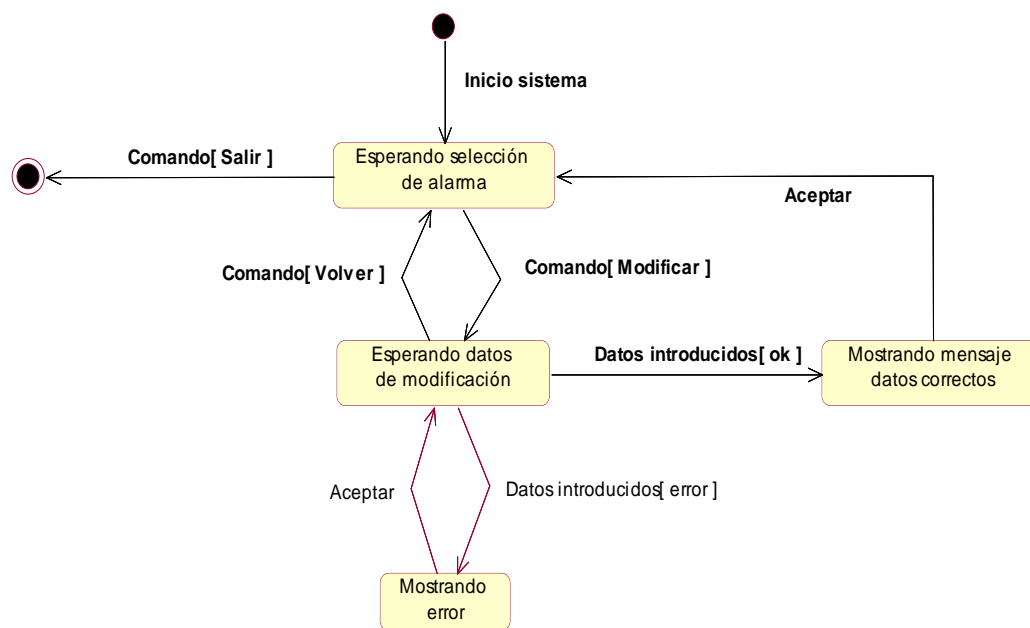 Inicio sistema
Comando[ Salir ]
Esperando selección
de alarma
Aceptar
Comando[ Volver ]
Comando[ Modificar ]
Esperando datos
de modificación
Datos introducidos[ ok ]
Mostrando mensaje
datos correctos
Aceptar
Datos introducidos[ error ]
Mostrando
error